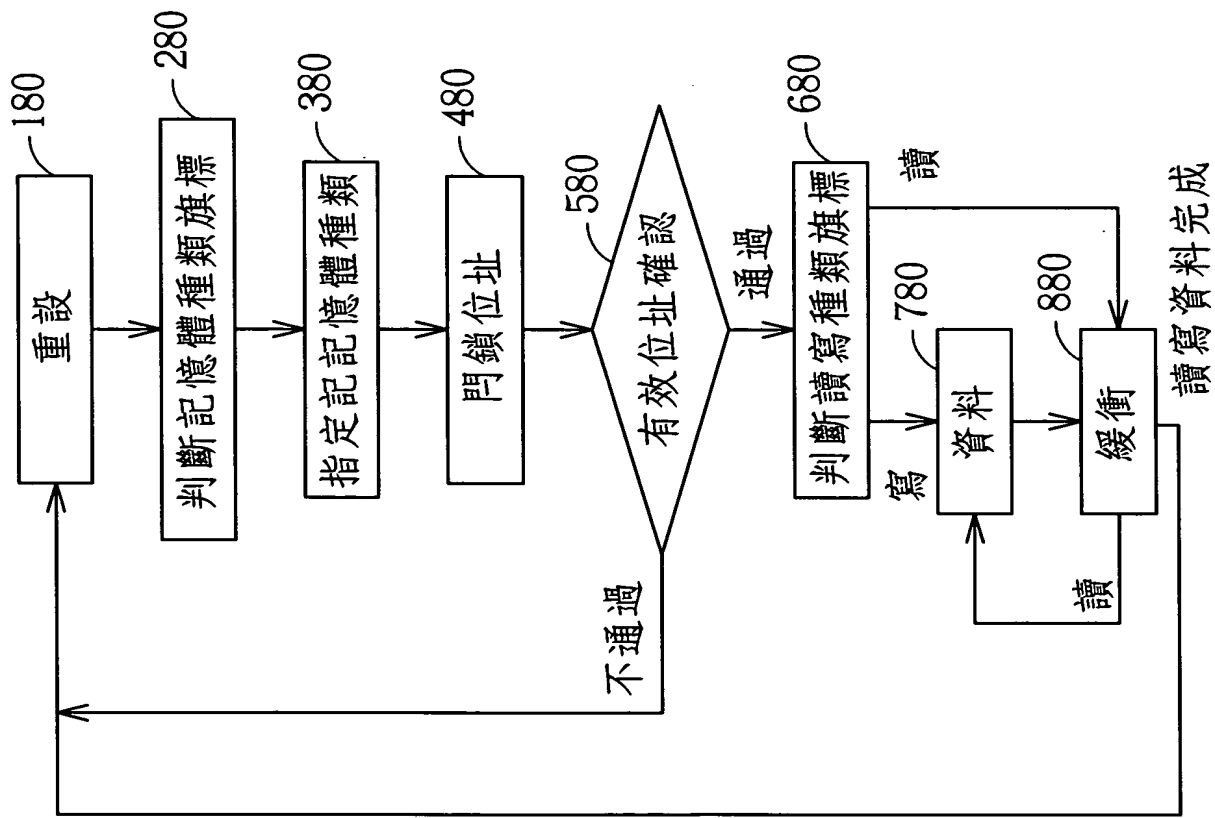 180
重設
280
判斷記憶體種類旗標
380
指定記記憶體種類
480
閂鎖位址
580
有效位址確認
不通過
通過
680
判斷讀寫種類旗標
寫
讀
780
資料
880
緩衝
讀
讀寫資料完成